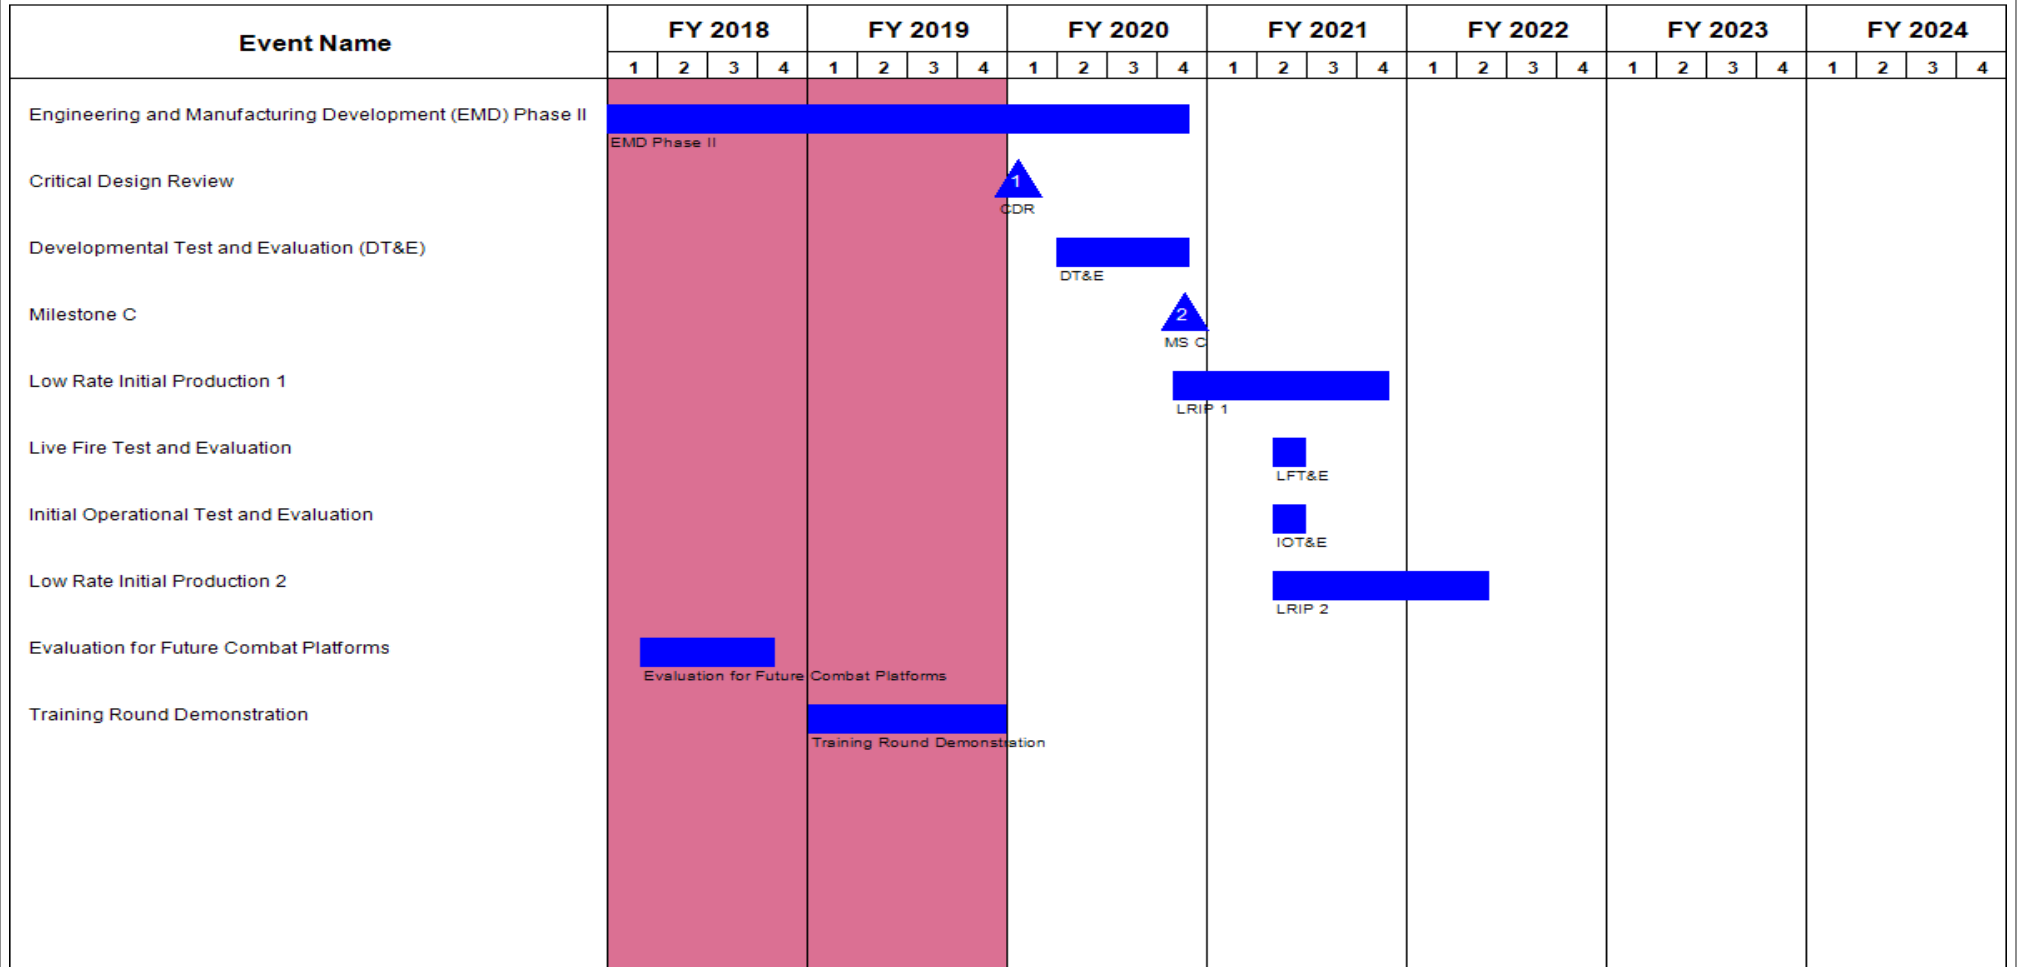 Event Name
FY 2018 FY 2019 FY 2020 FY 2021 FY 2022 FY 2023 FY 2024
1 2 3 4 1 2 3 4 1 2 3 4 1 2 3 4 1 2 3 4 1 2 3 4 1 2 3 4
Engineering and Manufacturing Development (EMD) Phase II
EMD Phase II
Critical Design Review
1
CDR
Developmental Test and Evaluation (DT&E)
DT&E
Milestone C
2
MS C
Low Rate Initial Production 1
LRIP 1
Live Fire Test and Evaluation
LFT&E
Initial Operational Test and Evaluation
IOT&E
Low Rate Initial Production 2
LRIP 2
Evaluation for Future Combat Platforms
Evaluation for Future Combat Platforms
Training Round Demonstration
Training Round Demonstration